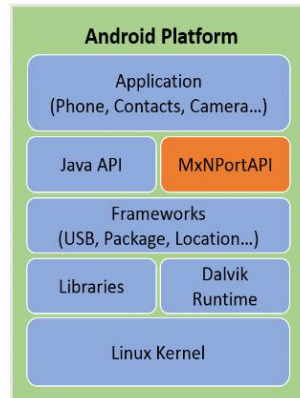 Android Platform
Application
(Phone, Contacts, Camera...)
Java API
MxNPortAPI
Frameworks
(USB, Package, Location...)
Libraries
Dalvik
Runtime
Linux Kernel